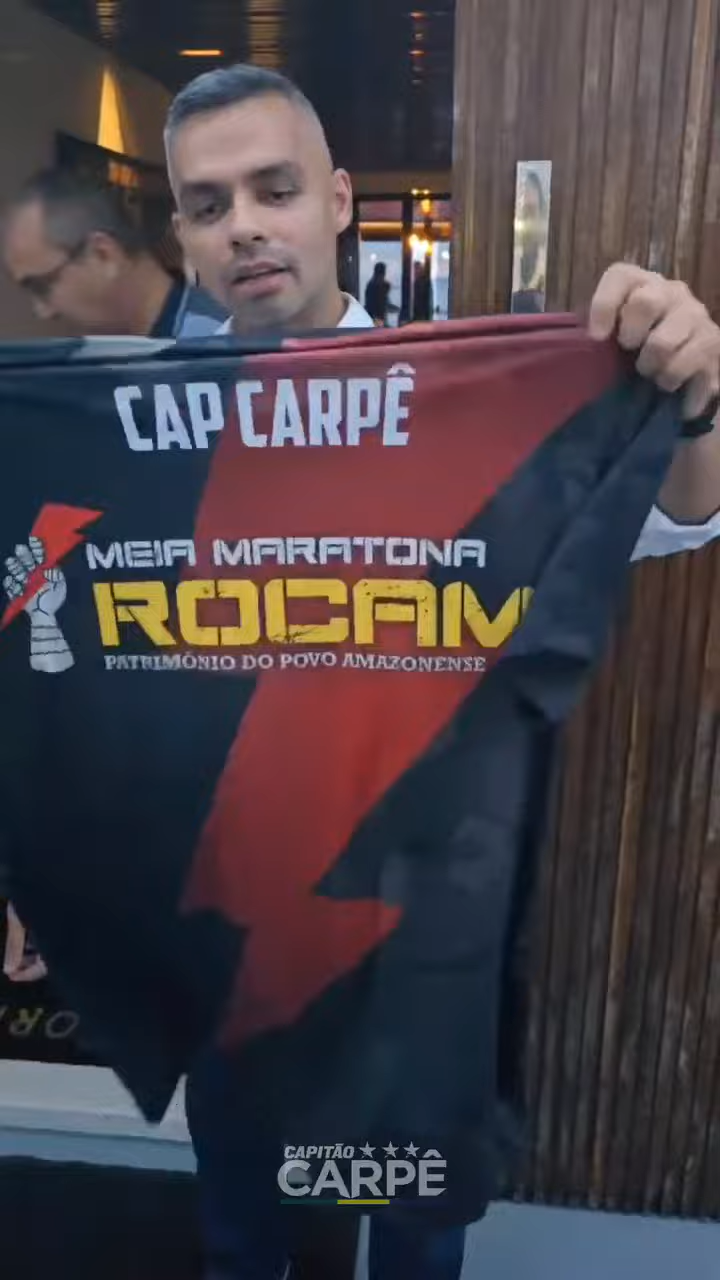 CAP CARPÊ
MEIA MARATONA
ROCAM
PATRIMÔNIO DO POVO AMAZONENSE
CAPITÃO
CARPÊ